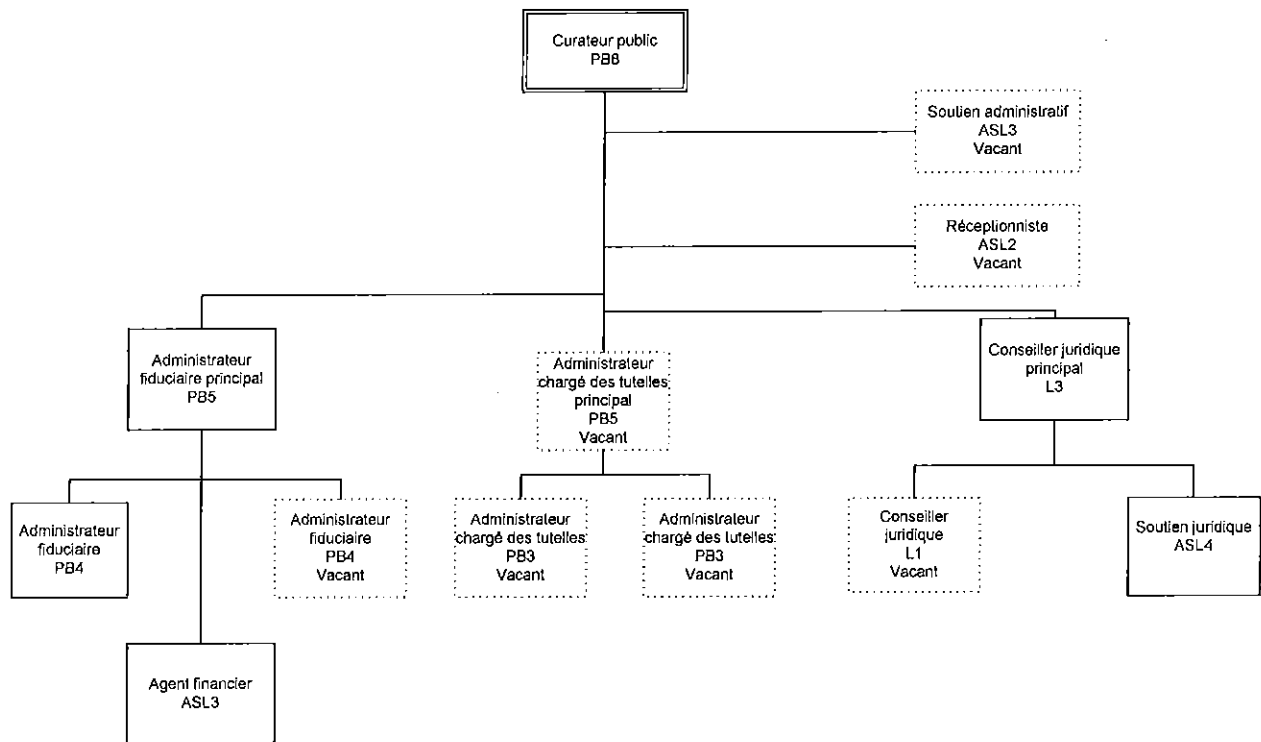 Curateur public
PB8
Soutien administratif
ASL3
Vacant
Réceptionniste
ASL2
Vacant
Administrateur
fiduciaire principal
PB5
Administrateur
chargé des tutelles
principal
PB5
Vacant
Conseiller juridique
principal
L3
Administrateur
fiduciaire
PB4
Administrateur
fiduciaire
PB4
Vacant
Administrateur
chargé des tutelles
PB3
Vacant
Administrateur
chargé des tutelles
PB3
Vacant
Conseiller
juridique
L1
Vacant
Soutien juridique
ASL4
Agent financier
ASL3